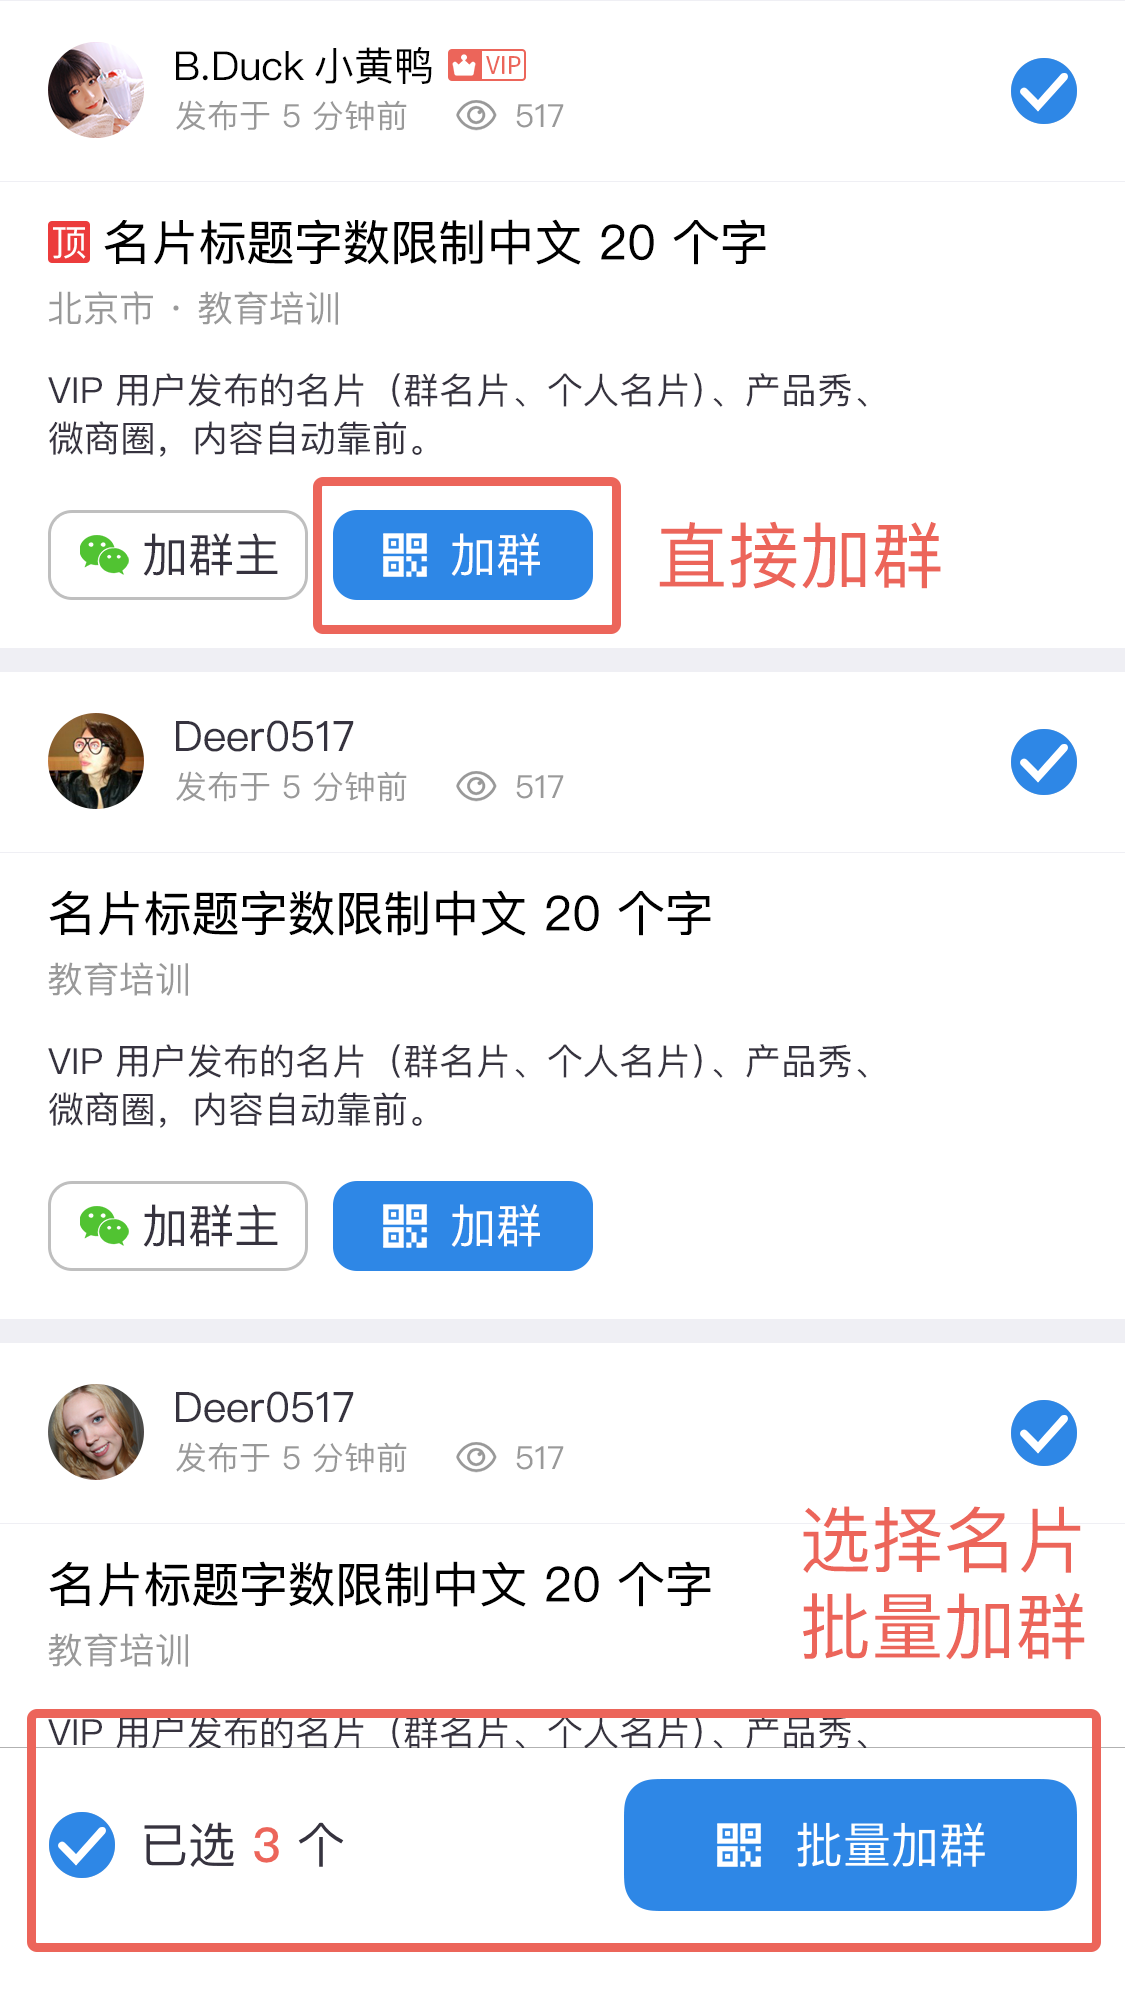 B.Duck 小黄鸭 VIP
发布于 5 分钟前 517
顶 名片标题字数限制中文 20 个字
北京市 · 教育培训
VIP 用户发布的名片（群名片、个人名片）、产品秀、
微商圈，内容自动靠前。
加群主 加群 直接加群
Deer0517
发布于 5 分钟前 517
名片标题字数限制中文 20 个字
教育培训
VIP 用户发布的名片（群名片、个人名片）、产品秀、
微商圈，内容自动靠前。
加群主 加群
Deer0517
发布于 5 分钟前 517
选择名片
批量加群
名片标题字数限制中文 20 个字
教育培训
VIP 用户发布的名片（群名片、个人名片）、产品秀、
已选 3 个 批量加群